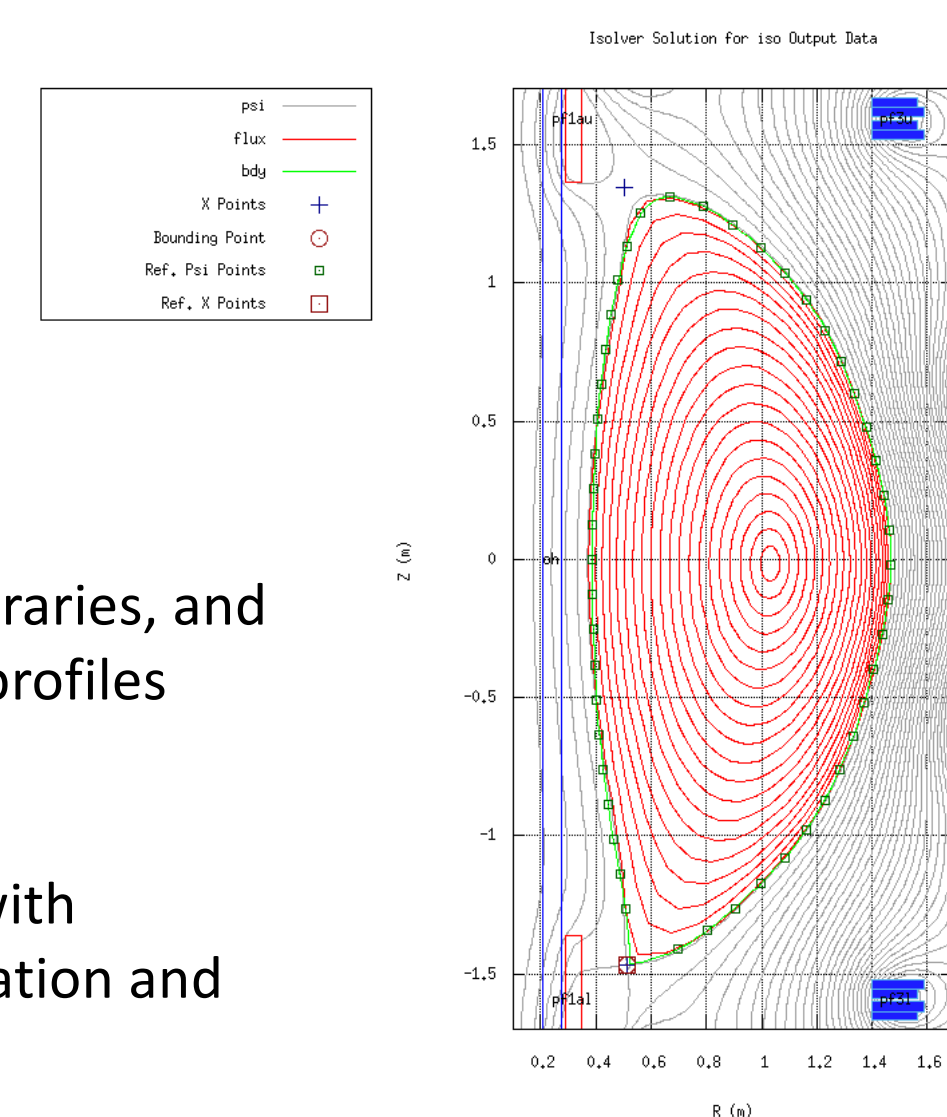 Isolver Solution for iso Output Data
psi
flux
bdy
X Points
Bounding Point
Ref. Psi Points
Ref. X Points
raries, and
profiles
with
ation and
Z (m)
1.5
1
0.5
0
-0.5
-1
-1.5
pf1au
pf3u
oh
pf1al
pf3l
0.2 0.4 0.6 0.8 1 1.2 1.4 1.6
R (m)